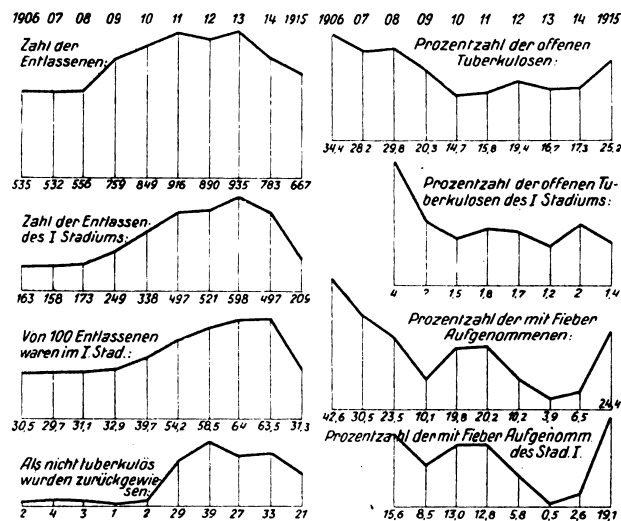 1906 07 08 09 10 11 12 13 14 1915
Zahl der
Entlassenen:
535 532 556 759 849 916 890 935 783 667
Zahl der Entlassen.
des I Stadiums:
163 158 173 249 338 497 521 598 497 209
Von 100 Entlassenen
waren im I. Stad.:
30,5 29,7 31,1 32,9 39,7 54,2 58,5 64 63,5 31,3
Als nicht tuberkulös
wurden zurückgewie-
sen:
2 4 3 1 2 29 39 27 33 21
1906 07 08 09 10 11 12 13 14 1915
Prozentzahl der offenen
Tuberkulosen:
34,4 28,2 29,8 20,3 14,7 15,8 19,4 16,7 17,3 25,2
Prozentzahl der offenen Tu-
berkulosen des I Stadiums:
4 1,5 1,8 1,7 1,2 2 1,4
Prozentzahl der mit Fieber
Aufgenommenen:
42,6 30,5 23,5 10,1 19,8 20,2 10,2 3,9 6,5 24,4
Prozentzahl der mit Fieber Aufgenomm.
des Stad. I.
15,6 8,5 13,0 12,8 5,8 0,5 2,6 19,1